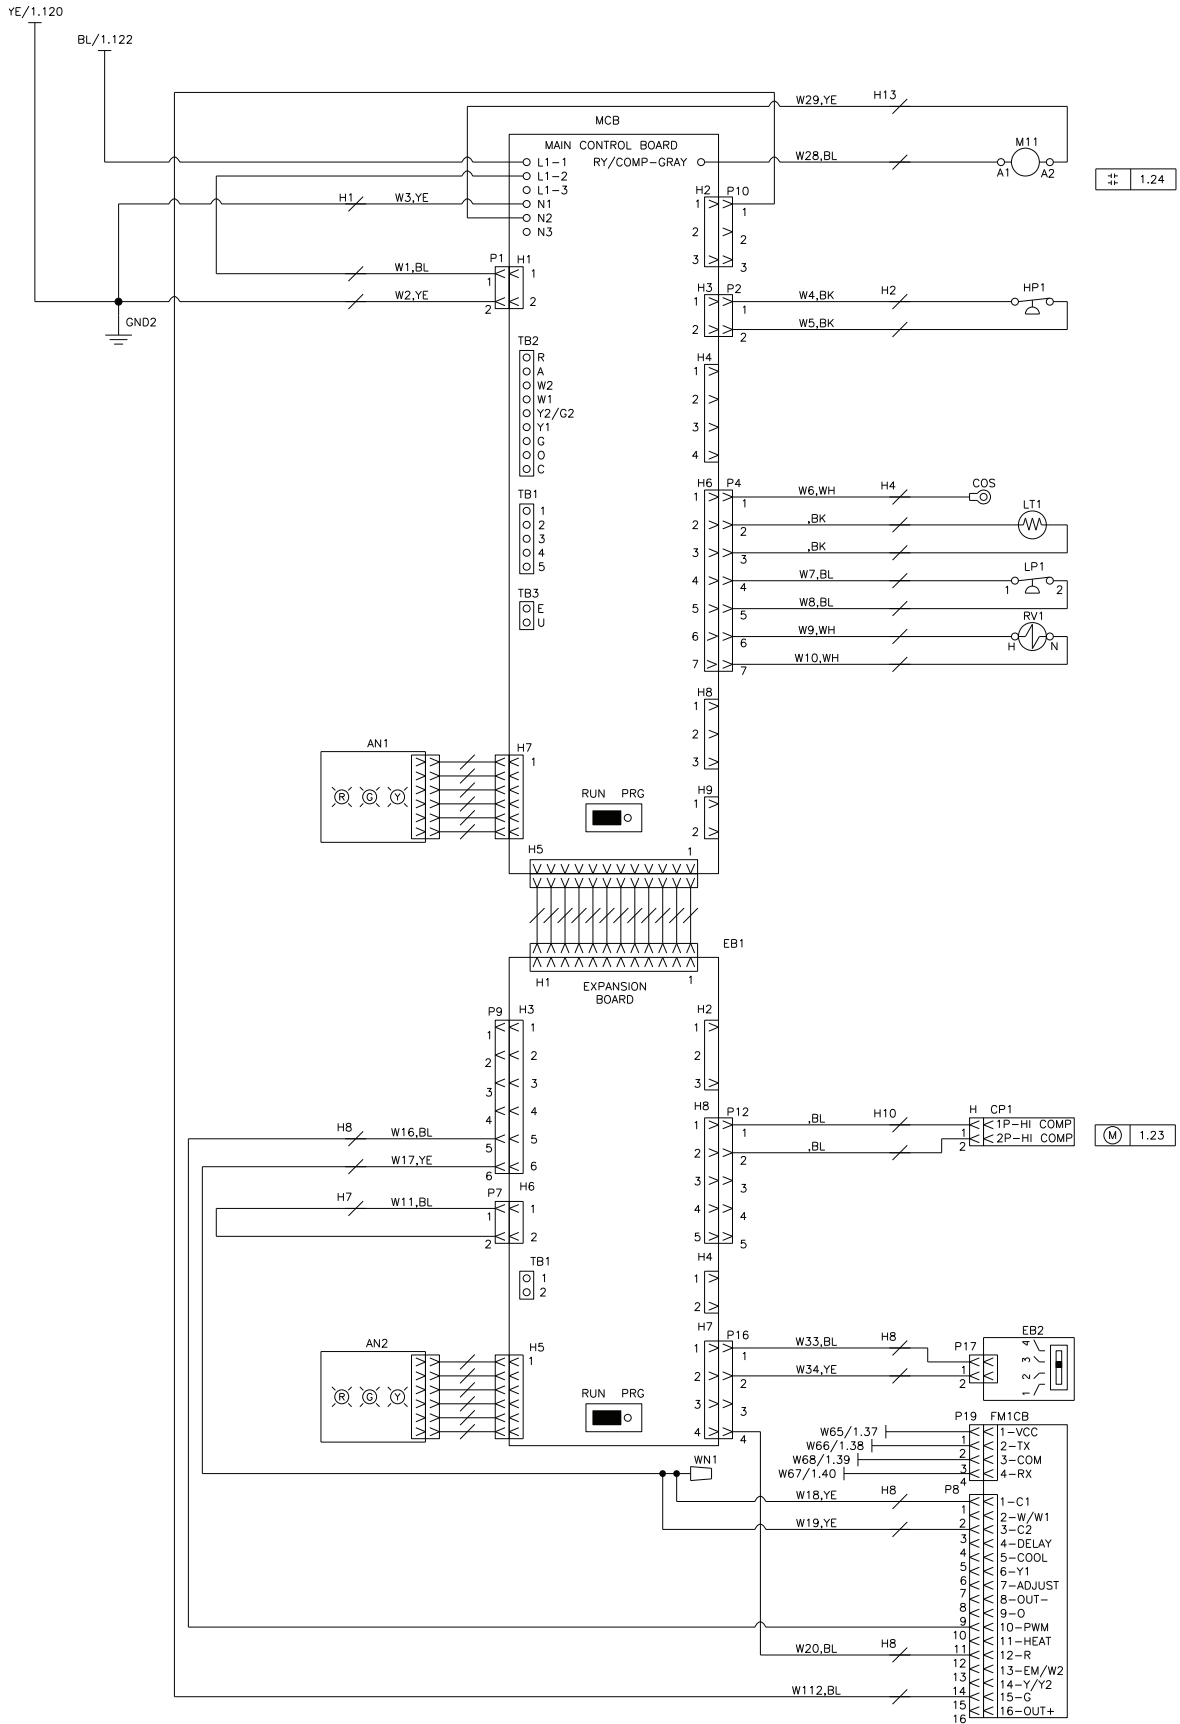 YE/1.120
BL/1.122
W29,YE H13
MCB
MAIN CONTROL BOARD
L1-1 RY/COMP-GRAY W28,BL M11
A1 A2
L1-2
L1-3
H1 W3,YE N1
N2
N3
1.24
H2 P10
1 1
2 2
3 3
P1 H1
W1,BL 1 1
W2,YE 2 2
GND2
H3 P2 W4,BK H2 HP1
1 1
W5,BK
2 2
TB2
R
A
W2
W1
Y2/G2
Y1
G
O
C
H4
1
2
3
4
TB1
1
2
3
4
5
H6 P4 W6,WH H4 COS
1 1
LT1
2 ,BK 2
3 ,BK 3
LP1
4 W7,BL 4 1 2
5 W8,BL 5
RV1
6 W9,WH 6 H N
7 W10,WH 7
TB3
E
U
H8
1
2
3
AN1
R G Y
H7
1
RUN PRG
H9
1
2
H5 1
EB1
H1 1
EXPANSION
BOARD
P9 H3
1 1
2 2
3 3
4 4
H8 W16,BL 5 5
W17,YE 6 6
H2
1
2
3
H8 P12 ,BL H10 H CP1
1 1 1 1P-HI COMP
2 2 ,BL 2 2P-HI COMP
3 3
4 4
5 5
M 1.23
P7 H6
H7 W11,BL 1 1
2 2
TB1
1
2
H4
1
2
AN2
R G Y
H5
1
RUN PRG
H7 P16 W33,BL H8 P17 EB2
1 1 1
2 2 W34,YE 2
3 3
4 4
1 2 3 4
P19 FM1CB
W65/1.37 1 1-VCC
W66/1.38 2 2-TX
W68/1.39 3 3-COM
W67/1.40 4 4-RX
WN1
P8
W18,YE H8 1 1-C1
2-W/W1
W19,YE 2 3-C2
3 4-DELAY
4 5-COOL
5 6-Y1
6 7-ADJUST
7 8-OUT-
8 9-O
9 10-PWM
10 11-HEAT
W20,BL H8 11 12-R
12 13-EM/W2
13 14-Y/Y2
W112,BL 14 15-G
15 16-OUT+
16